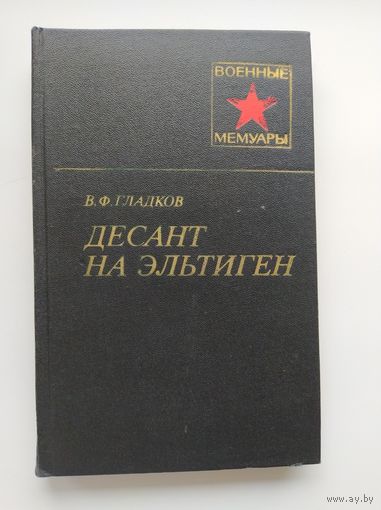 ВОЕННЫЕ
МЕМУАРЫ
В.Ф. ГЛАДКОВ
ДЕСАНТ
НА ЭЛЬТИГЕН
www.ay.by